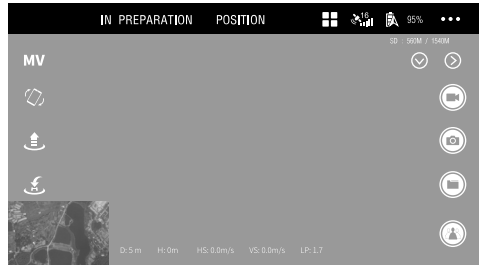 IN PREPARATION POSITION 16 95%
SD : 560M / 1540M
MV
D: 5 m H: 0m HS: 0.0m/s VS: 0.0m/s LP: 1.7